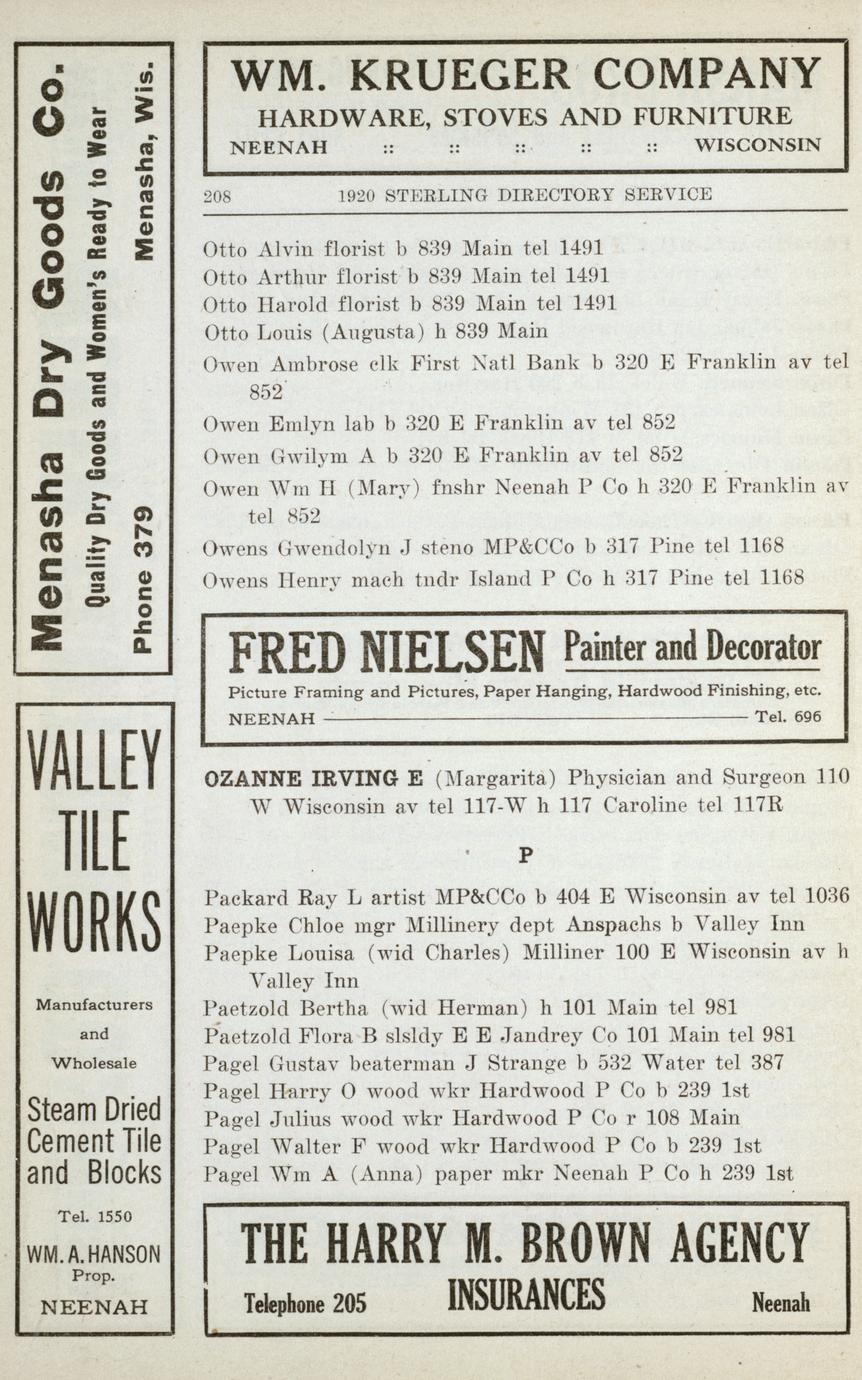 Menasha Dry Goods Co.
Quality Dry Goods and Women's Ready to Wear
Phone 379 Menasha, Wis.
VALLEY
TILE
WORKS
Manufacturers
and
Wholesale
Steam Dried
Cement Tile
and Blocks
Tel. 1550
WM. A. HANSON
Prop.
NEENAH
WM. KRUEGER COMPANY
HARDWARE, STOVES AND FURNITURE
NEENAH :: :: :: :: :: WISCONSIN
208 1920 STERLING DIRECTORY SERVICE
Otto Alvin florist b 839 Main tel 1491
Otto Arthur florist b 839 Main tel 1491
Otto Harold florist b 839 Main tel 1491
Otto Louis (Augusta) h 839 Main
Owen Ambrose clk First Natl Bank b 320 E Franklin av tel
852
Owen Emlyn lab b 320 E Franklin av tel 852
Owen Gwilym A b 320 E Franklin av tel 852
Owen Wm H (Mary) fnshr Neenah P Co h 320 E Franklin av
tel 852
Owens Gwendolyn J steno MP&CCo b 317 Pine tel 1168
Owens Henry mach tndr Island P Co h 317 Pine tel 1168
FRED NIELSEN Painter and Decorator
Picture Framing and Pictures, Paper Hanging, Hardwood Finishing, etc.
NEENAH Tel. 696
OZANNE IRVING E (Margarita) Physician and Surgeon 110
W Wisconsin av tel 117-W h 117 Caroline tel 117R
P
Packard Ray L artist MP&CCo b 404 E Wisconsin av tel 1036
Paepke Chloe mgr Millinery dept Anspachs b Valley Inn
Paepke Louisa (wid Charles) Milliner 100 E Wisconsin av h
Valley Inn
Paetzold Bertha (wid Herman) h 101 Main tel 981
Paetzold Flora B slsldy E E Jandrey Co 101 Main tel 981
Pagel Gustav beaterman J Strange b 532 Water tel 387
Pagel Harry O wood wkr Hardwood P Co b 239 1st
Pagel Julius wood wkr Hardwood P Co r 108 Main
Pagel Walter F wood wkr Hardwood P Co b 239 1st
Pagel Wm A (Anna) paper mkr Neenah P Co h 239 1st
THE HARRY M. BROWN AGENCY
Telephone 205 INSURANCES Neenah